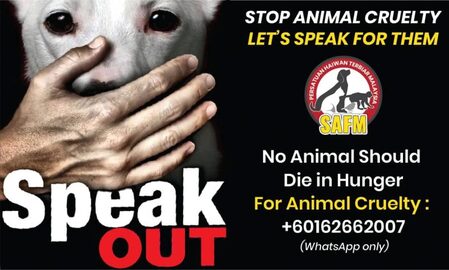 STOP ANIMAL CRUELTY
LET'S SPEAK FOR THEM
PERSATUAN HAIWAN TERBIAR MALAYSIA
SAFM
No Animal Should
Die in Hunger
For Animal Cruelty :
+60162662007
(WhatsApp only)
Speak
OUT